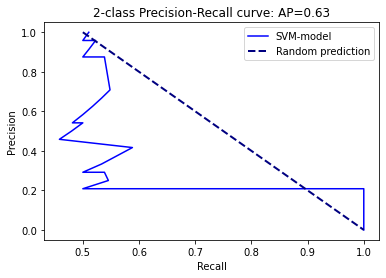 2-class Precision-Recall curve: AP=0.63
SVM-model
Random prediction
1.0
0.8
0.6
0.4
0.2
0.0
Precision
0.5 0.6 0.7 0.8 0.9 1.0
Recall